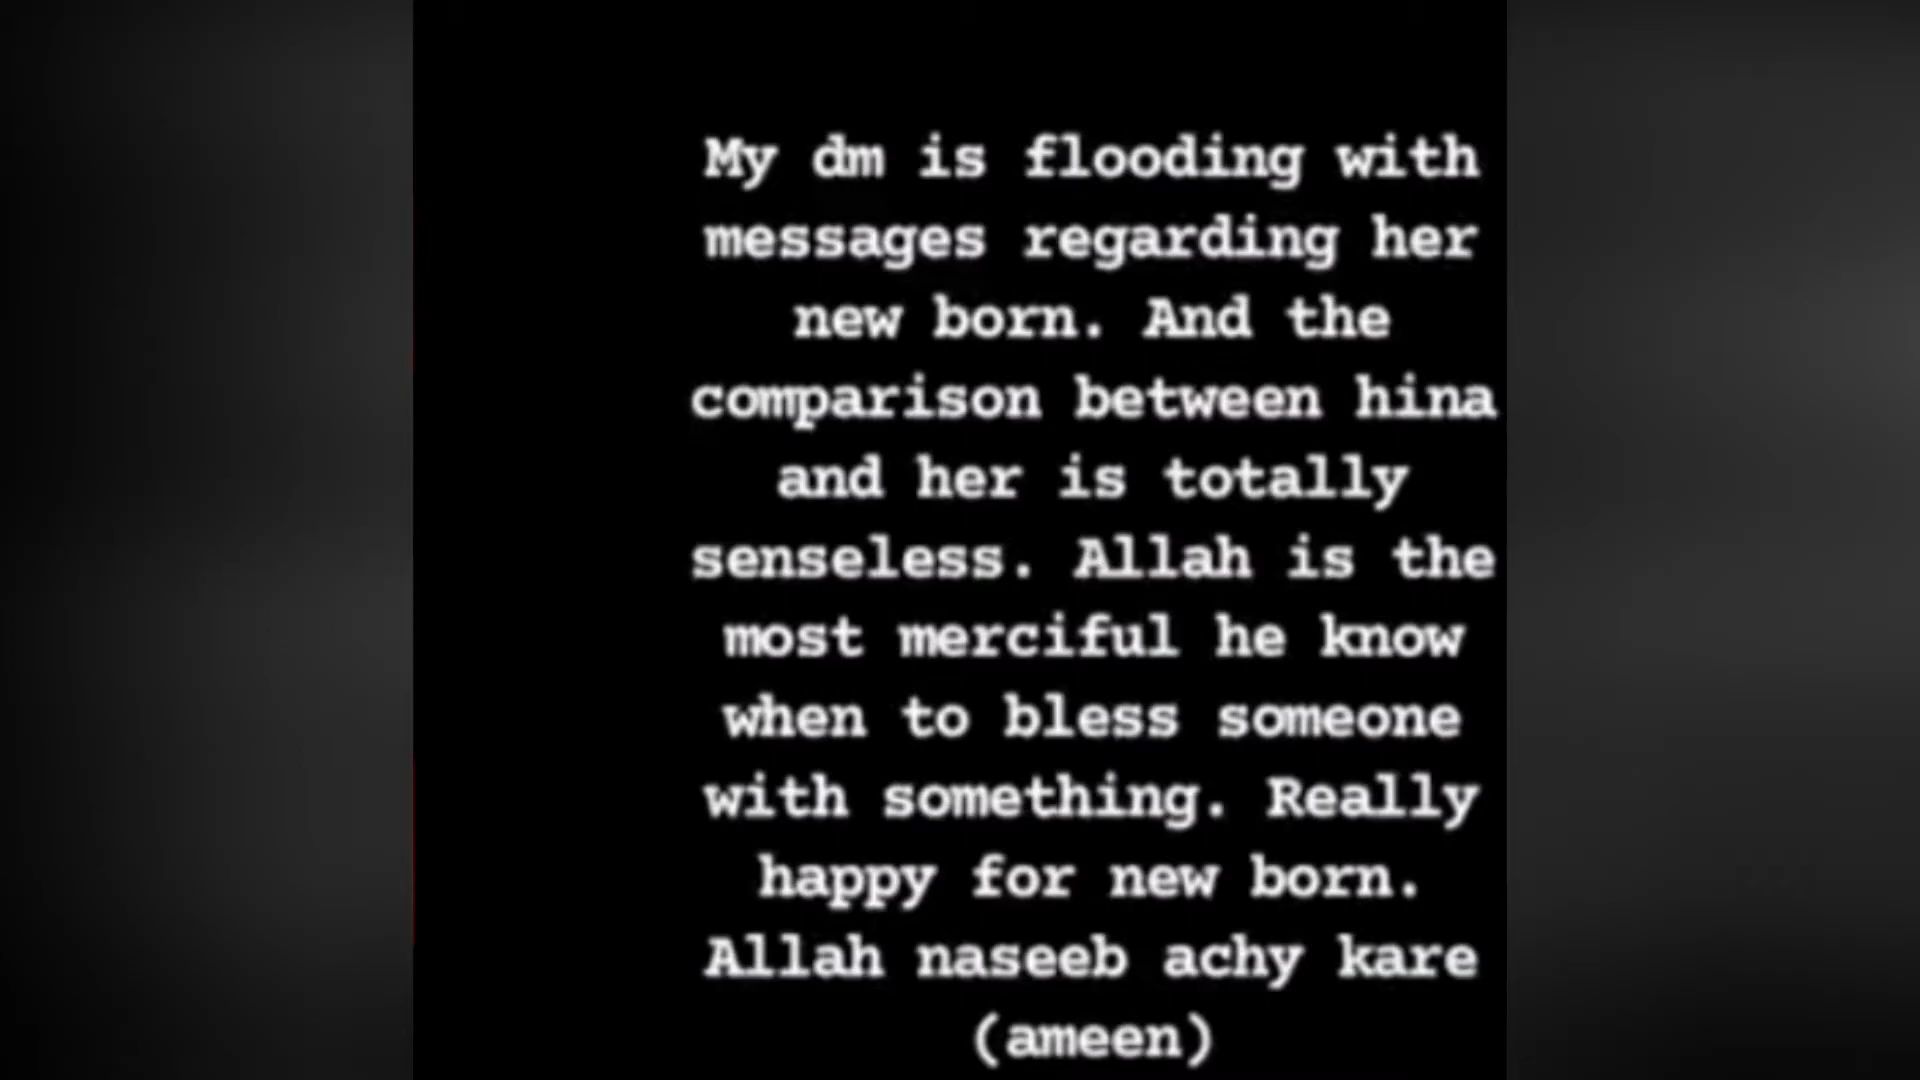 My dm is flooding with
messages regarding her
new born. And the
comparison between hina
and her is totally
senseless. Allah is the
most merciful he know
when to bless someone
with something. Really
happy for new born.
Allah naseeb achy kare
(ameen)